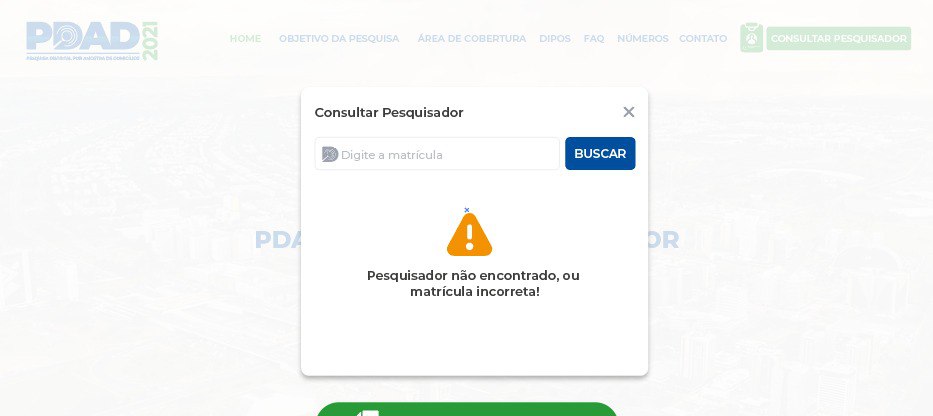 PDAD 2021
PESQUISA DISTRITAL POR AMOSTRA DE DOMICÍLIOS
HOME OBJETIVO DA PESQUISA ÁREA DE COBERTURA DIPOS FAQ NÚMEROS CONTATO CONSULTAR PESQUISADOR
Consultar Pesquisador
Digite a matrícula BUSCAR
PDA OR
Pesquisador não encontrado, ou
matrícula incorreta!